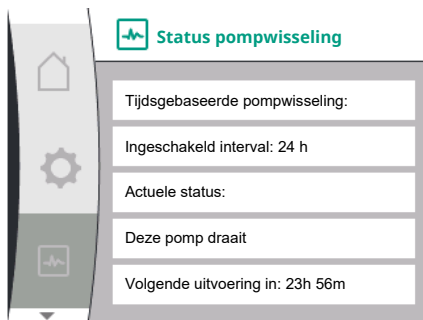 Status pompwisseling
Tijdsgebaseerde pompwisseling:
Ingeschakeld interval: 24 h
Actuele status:
Deze pomp draait
Volgende uitvoering in: 23h 56m